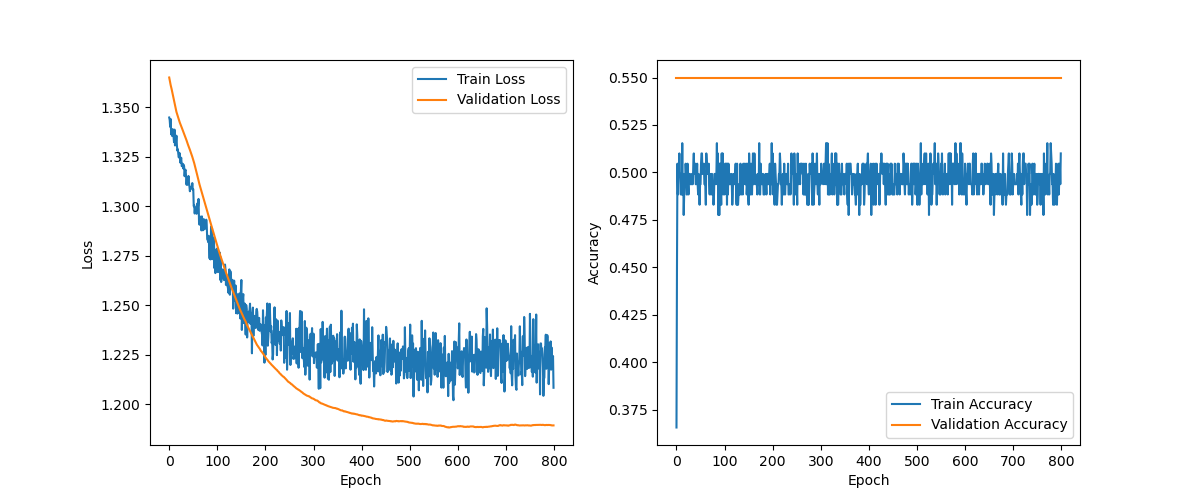 Train Loss
Validation Loss
1.350
1.325
1.300
1.275
1.250
1.225
1.200
Loss
0 100 200 300 400 500 600 700 800
Epoch
0.550
0.525
0.500
0.475
0.450
0.425
0.400
0.375
Accuracy
Train Accuracy
Validation Accuracy
0 100 200 300 400 500 600 700 800
Epoch